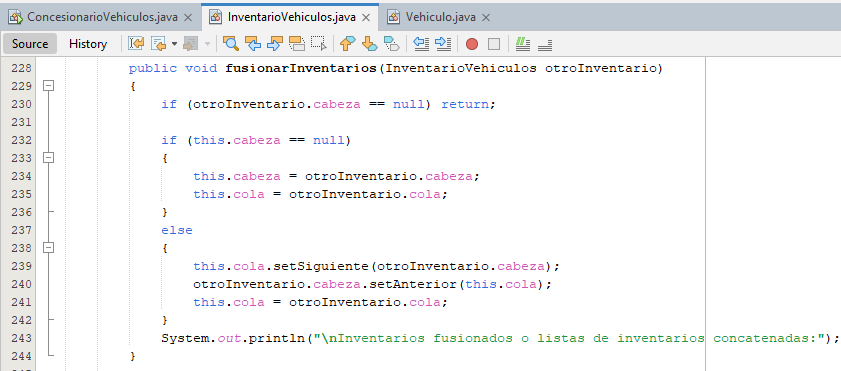 ConcesionarioVehiculos.java InventarioVehiculos.java Vehiculo.java
Source History
228 public void fusionarInventarios(InventarioVehiculos otroInventario)
229 {
230 if (otroInventario.cabeza == null) return;
231
232 if (this.cabeza == null)
233 {
234 this.cabeza = otroInventario.cabeza;
235 this.cola = otroInventario.cola;
236 }
237 else
238 {
239 this.cola.setSiguiente(otroInventario.cabeza);
240 otroInventario.cabeza.setAnterior(this.cola);
241 this.cola = otroInventario.cola;
242 }
243 System.out.println("\nInventarios fusionados o listas de inventarios concatenadas:");
244 }